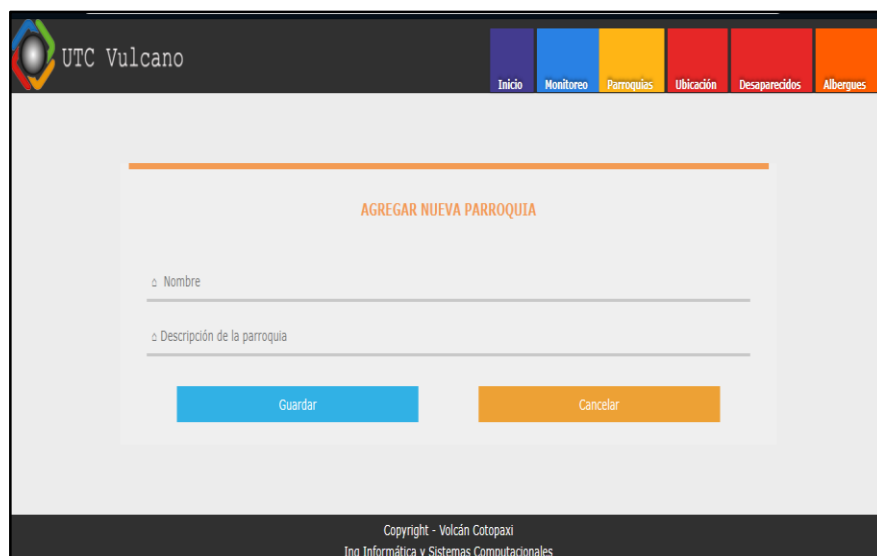 UTC Vulcano
Inicio Monitoreo Parroquias Ubicación Desaparecidos Albergues
AGREGAR NUEVA PARROQUIA
Nombre
Descripción de la parroquia
Guardar Cancelar
Copyright - Volcán Cotopaxi
Ing Informática y Sistemas Computacionales